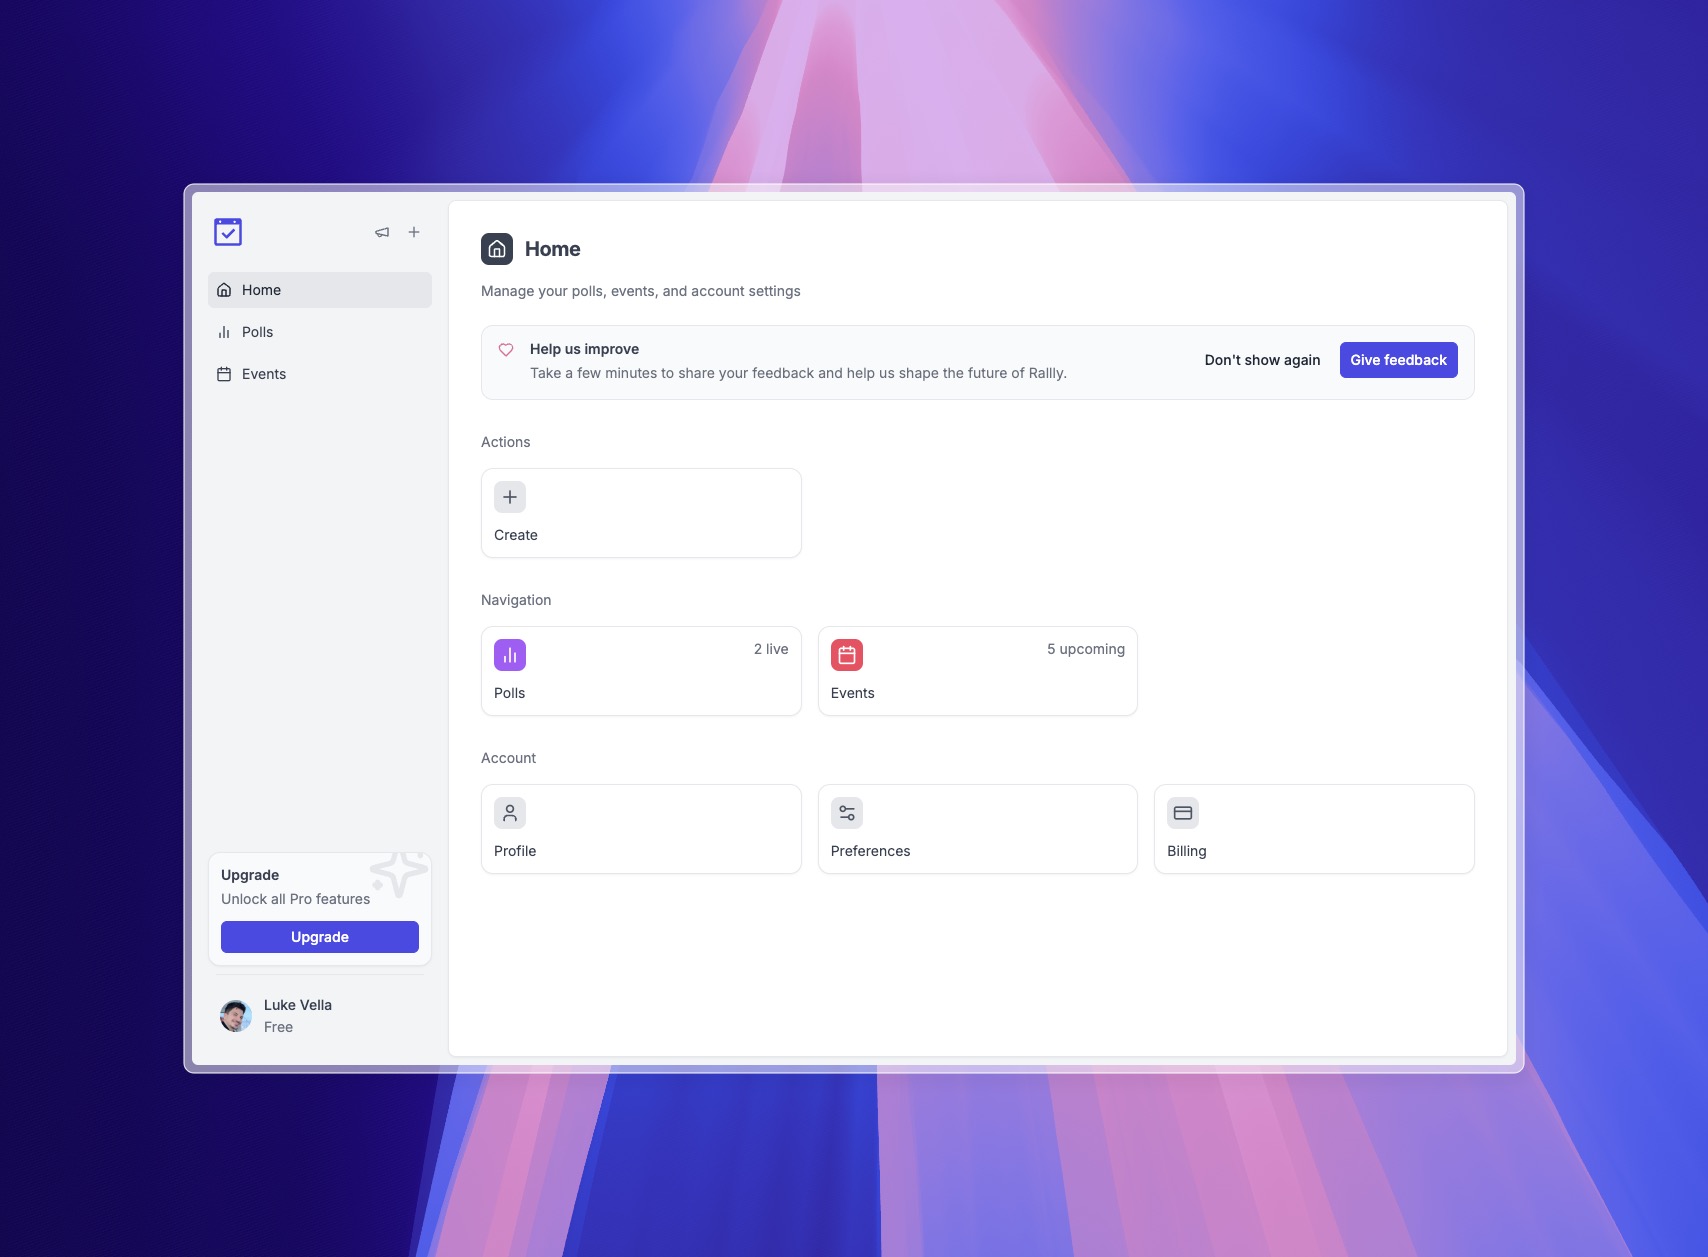 Home
Polls
Events
Upgrade
Unlock all Pro features
Upgrade
Luke Vella
Free
Home
Manage your polls, events, and account settings
Help us improve
Take a few minutes to share your feedback and help us shape the future of Rallly.
Don't show again
Give feedback
Actions
Create
Navigation
2 live
Polls
5 upcoming
Events
Account
Profile
Preferences
Billing